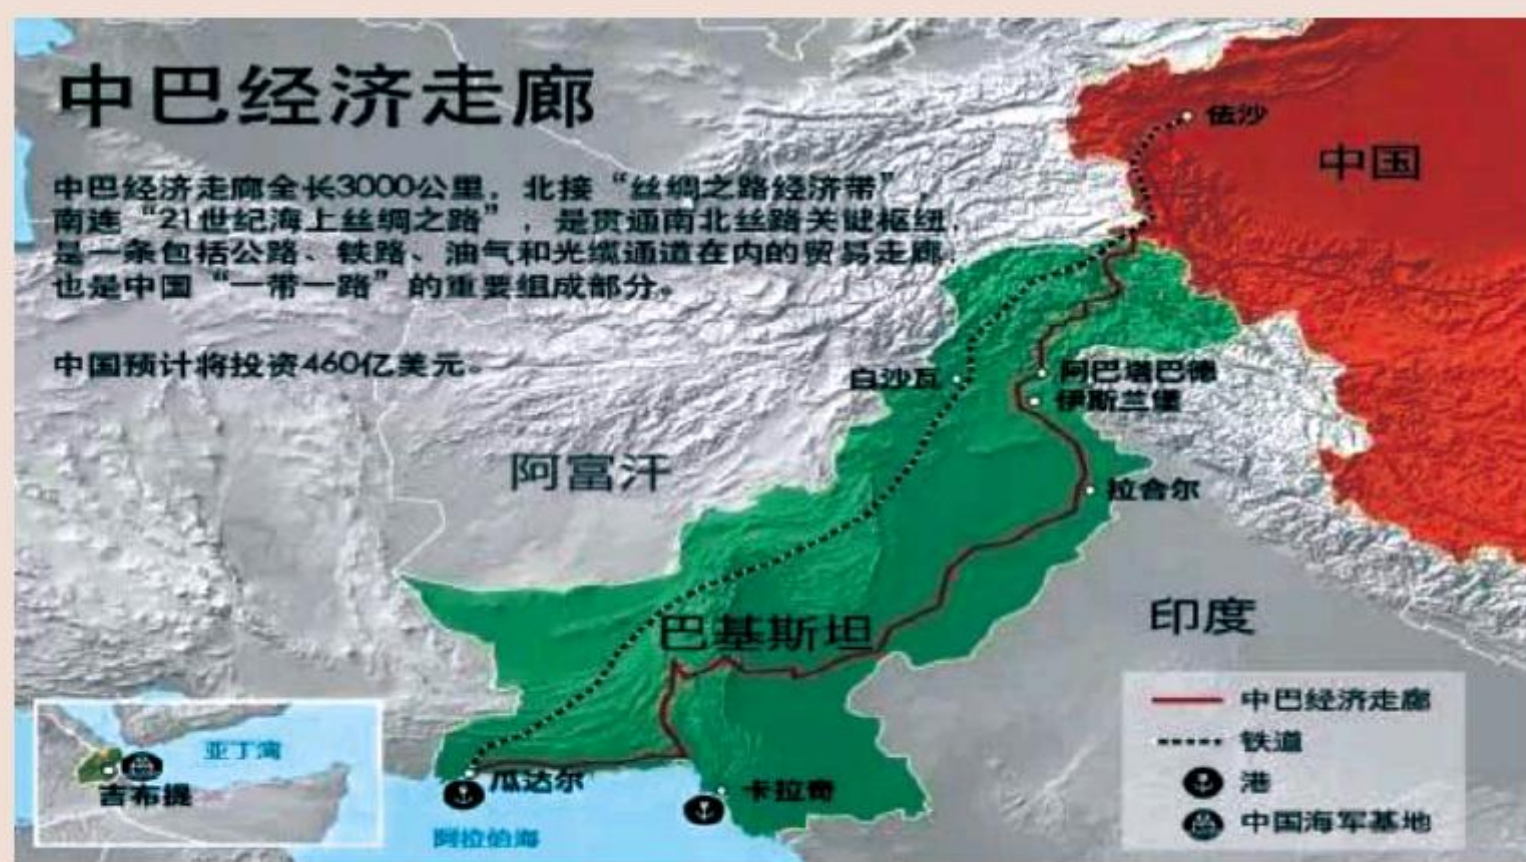 中巴经济走廊
中巴经济走廊全长3000公里，北接“丝绸之路经济带”，
南连“21世纪海上丝绸之路”，是贯通南北丝路关键枢纽，
是一条包括公路、铁路、油气和光缆通道在内的贸易走廊，
也是中国“一带一路”的重要组成部分。
中国预计将投资460亿美元。
佉沙
中国
白沙瓦
阿巴塔巴德
伊斯兰堡
阿富汗
拉合尔
巴基斯坦
印度
中巴经济走廊
铁道
港
中国海军基地
亚丁湾
吉布提
瓜达尔
卡拉奇
阿拉伯海